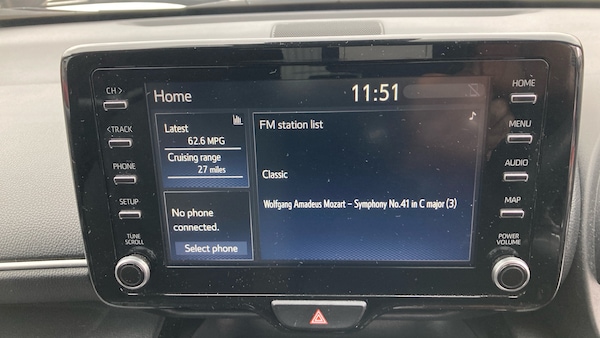 CH >
< TRACK
PHONE
SETUP
TUNE
SCROLL
Home
11:51
Latest
62.6 MPG
Cruising range
27 miles
No phone
connected.
Select phone
FM station list
Classic
Wolfgang Amadeus Mozart – Symphony No.41 in C major (3)
HOME
MENU
AUDIO
MAP
POWER
VOLUME